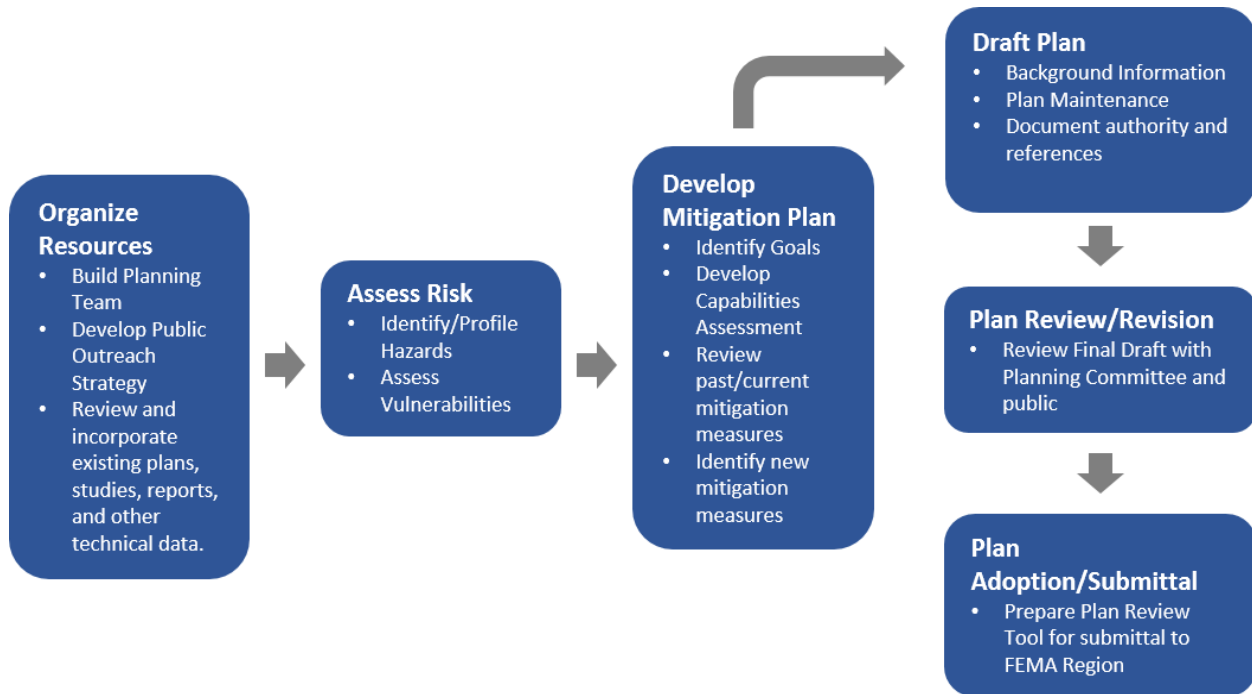 Organize
Resources
• Build Planning
Team
• Develop Public
Outreach
Strategy
• Review and
incorporate
existing plans,
studies, reports,
and other
technical data.
Assess Risk
• Identify/Profile
Hazards
• Assess
Vulnerabilities
Develop
Mitigation Plan
• Identify Goals
• Develop
Capabilities
Assessment
• Review
past/current
mitigation
measures
• Identify new
mitigation
measures
Draft Plan
• Background Information
• Plan Maintenance
• Document authority and
references
Plan Review/Revision
• Review Final Draft with
Planning Committee and
public
Plan
Adoption/Submittal
• Prepare Plan Review
Tool for submittal to
FEMA Region